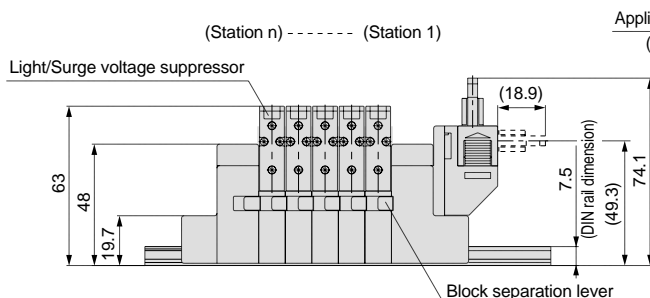 Appli
(Station n) ------- (Station 1)
(
Light/Surge voltage suppressor
(18.9)
63
48
19.7
7.5
(DIN rail dimension)
(49.3)
74.1
Block separation lever